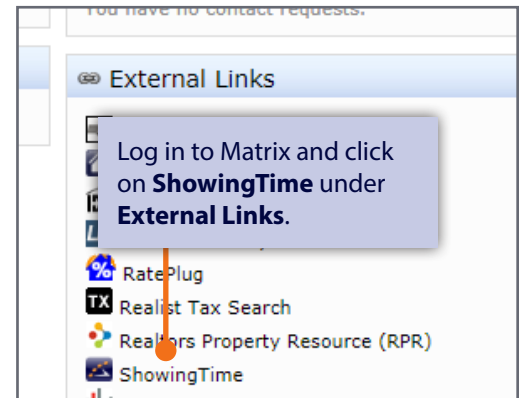 You have no contact requests.
External Links
Log in to Matrix and click
on ShowingTime under
External Links.
RatePlug
TX Realist Tax Search
Realtors Property Resource (RPR)
ShowingTime